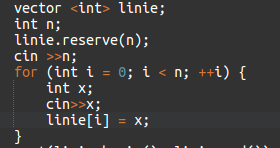 vector <int> linie;
int n;
linie.reserve(n);
cin >>n;
for (int i = 0; i < n; ++i) {
int x;
cin>>x;
linie[i] = x;
}